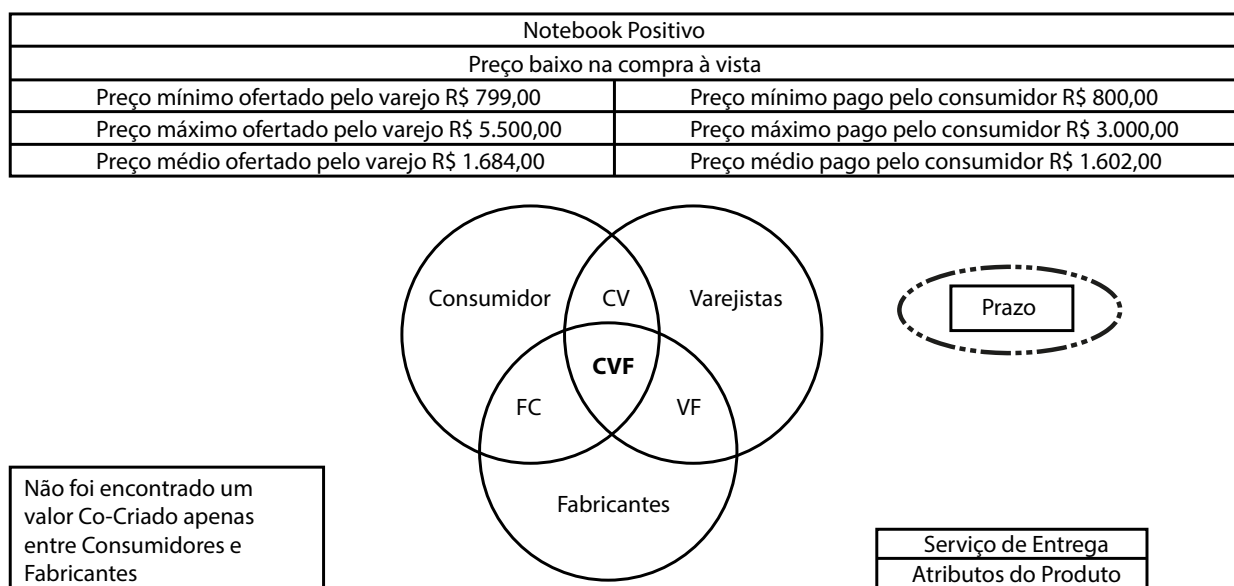 Notebook Positivo
Preço baixo na compra à vista
Preço mínimo ofertado pelo varejo R$ 799,00
Preço mínimo pago pelo consumidor R$ 800,00
Preço máximo ofertado pelo varejo R$ 5.500,00
Preço máximo pago pelo consumidor R$ 3.000,00
Preço médio ofertado pelo varejo R$ 1.684,00
Preço médio pago pelo consumidor R$ 1.602,00
Consumidor
CV
Varejistas
Prazo
CVF
FC
VF
Fabricantes
Não foi encontrado um
valor Co-Criado apenas
entre Consumidores e
Fabricantes
Serviço de Entrega
Atributos do Produto